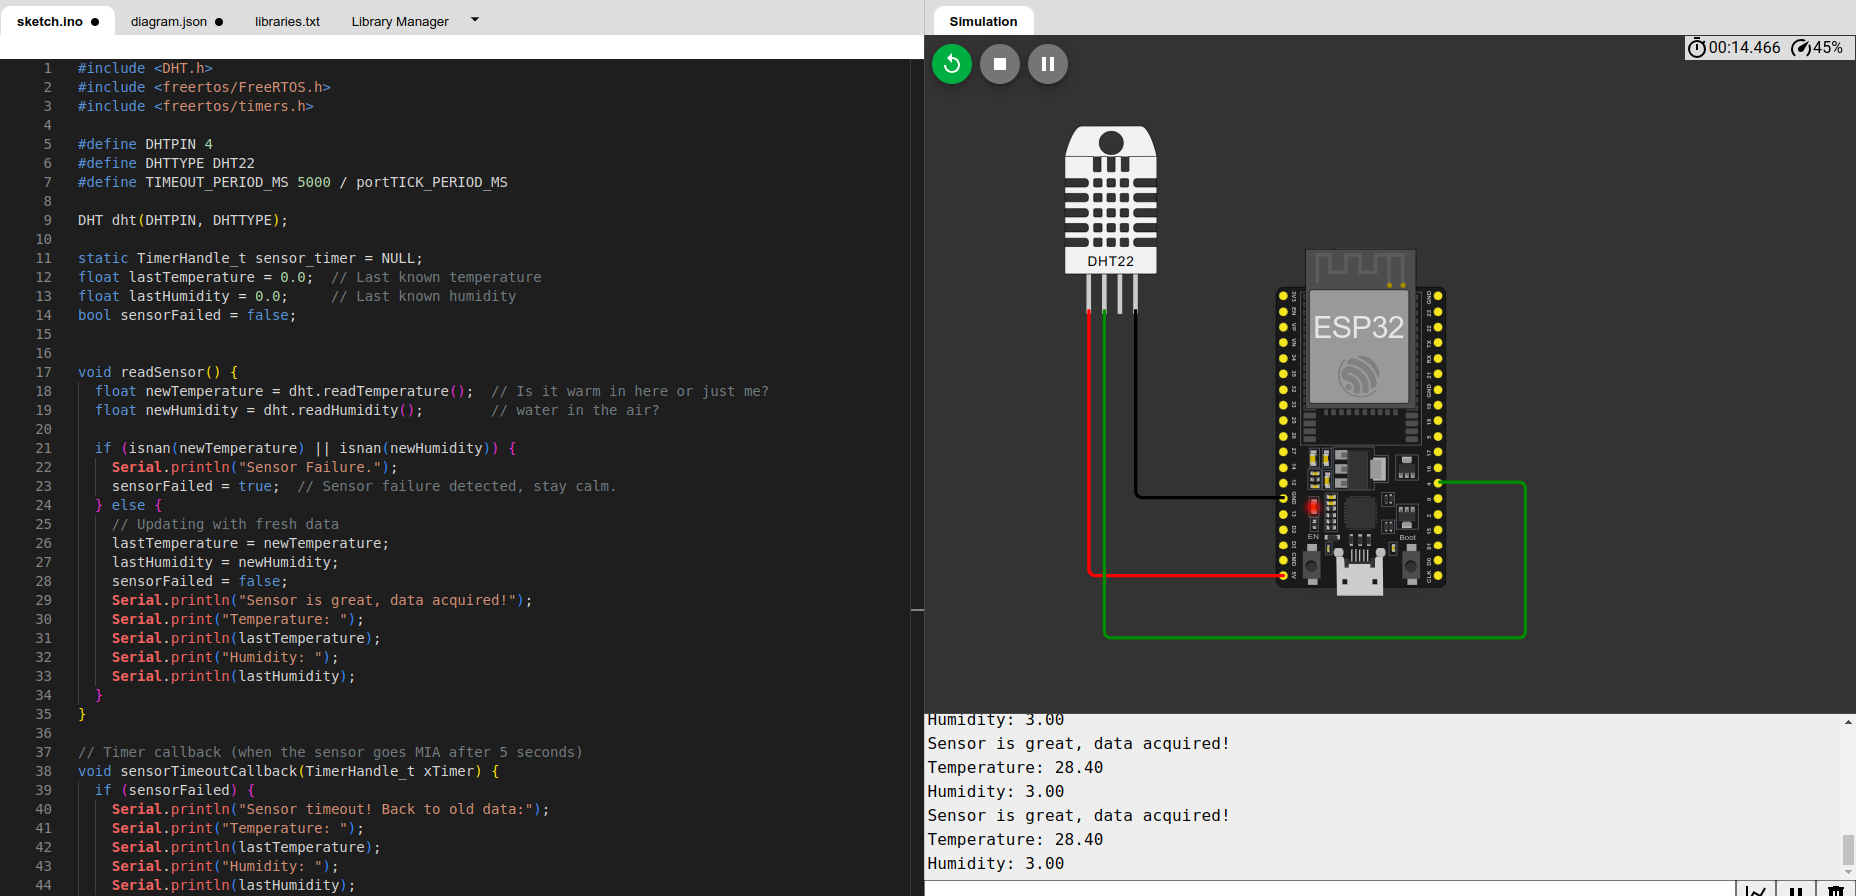 sketch.ino ● diagram.json ● libraries.txt Library Manager
1 #include <DHT.h>
2 #include <freertos/FreeRTOS.h>
3 #include <freertos/timers.h>
4
5 #define DHTPIN 4
6 #define DHTTYPE DHT22
7 #define TIMEOUT_PERIOD_MS 5000 / portTICK_PERIOD_MS
8
9 DHT dht(DHTPIN, DHTTYPE);
10
11 static TimerHandle_t sensor_timer = NULL;
12 float lastTemperature = 0.0;  // Last known temperature
13 float lastHumidity = 0.0;     // Last known humidity
14 bool sensorFailed = false;
15
16
17 void readSensor() {
18   float newTemperature = dht.readTemperature();  // Is it warm in here or just me?
19   float newHumidity = dht.readHumidity();        // water in the air?
20
21   if (isnan(newTemperature) || isnan(newHumidity)) {
22     Serial.println("Sensor Failure.");
23     sensorFailed = true;  // Sensor failure detected, stay calm.
24   } else {
25     // Updating with fresh data
26     lastTemperature = newTemperature;
27     lastHumidity = newHumidity;
28     sensorFailed = false;
29     Serial.println("Sensor is great, data acquired!");
30     Serial.print("Temperature: ");
31     Serial.println(lastTemperature);
32     Serial.print("Humidity: ");
33     Serial.println(lastHumidity);
34   }
35 }
36
37 // Timer callback (when the sensor goes MIA after 5 seconds)
38 void sensorTimeoutCallback(TimerHandle_t xTimer) {
39   if (sensorFailed) {
40     Serial.println("Sensor timeout! Back to old data:");
41     Serial.print("Temperature: ");
42     Serial.println(lastTemperature);
43     Serial.print("Humidity: ");
44     Serial.println(lastHumidity);
Simulation
00:14.466 45%
DHT22
ESP32
EN
Boot
Humidity: 3.00
Sensor is great, data acquired!
Temperature: 28.40
Humidity: 3.00
Sensor is great, data acquired!
Temperature: 28.40
Humidity: 3.00